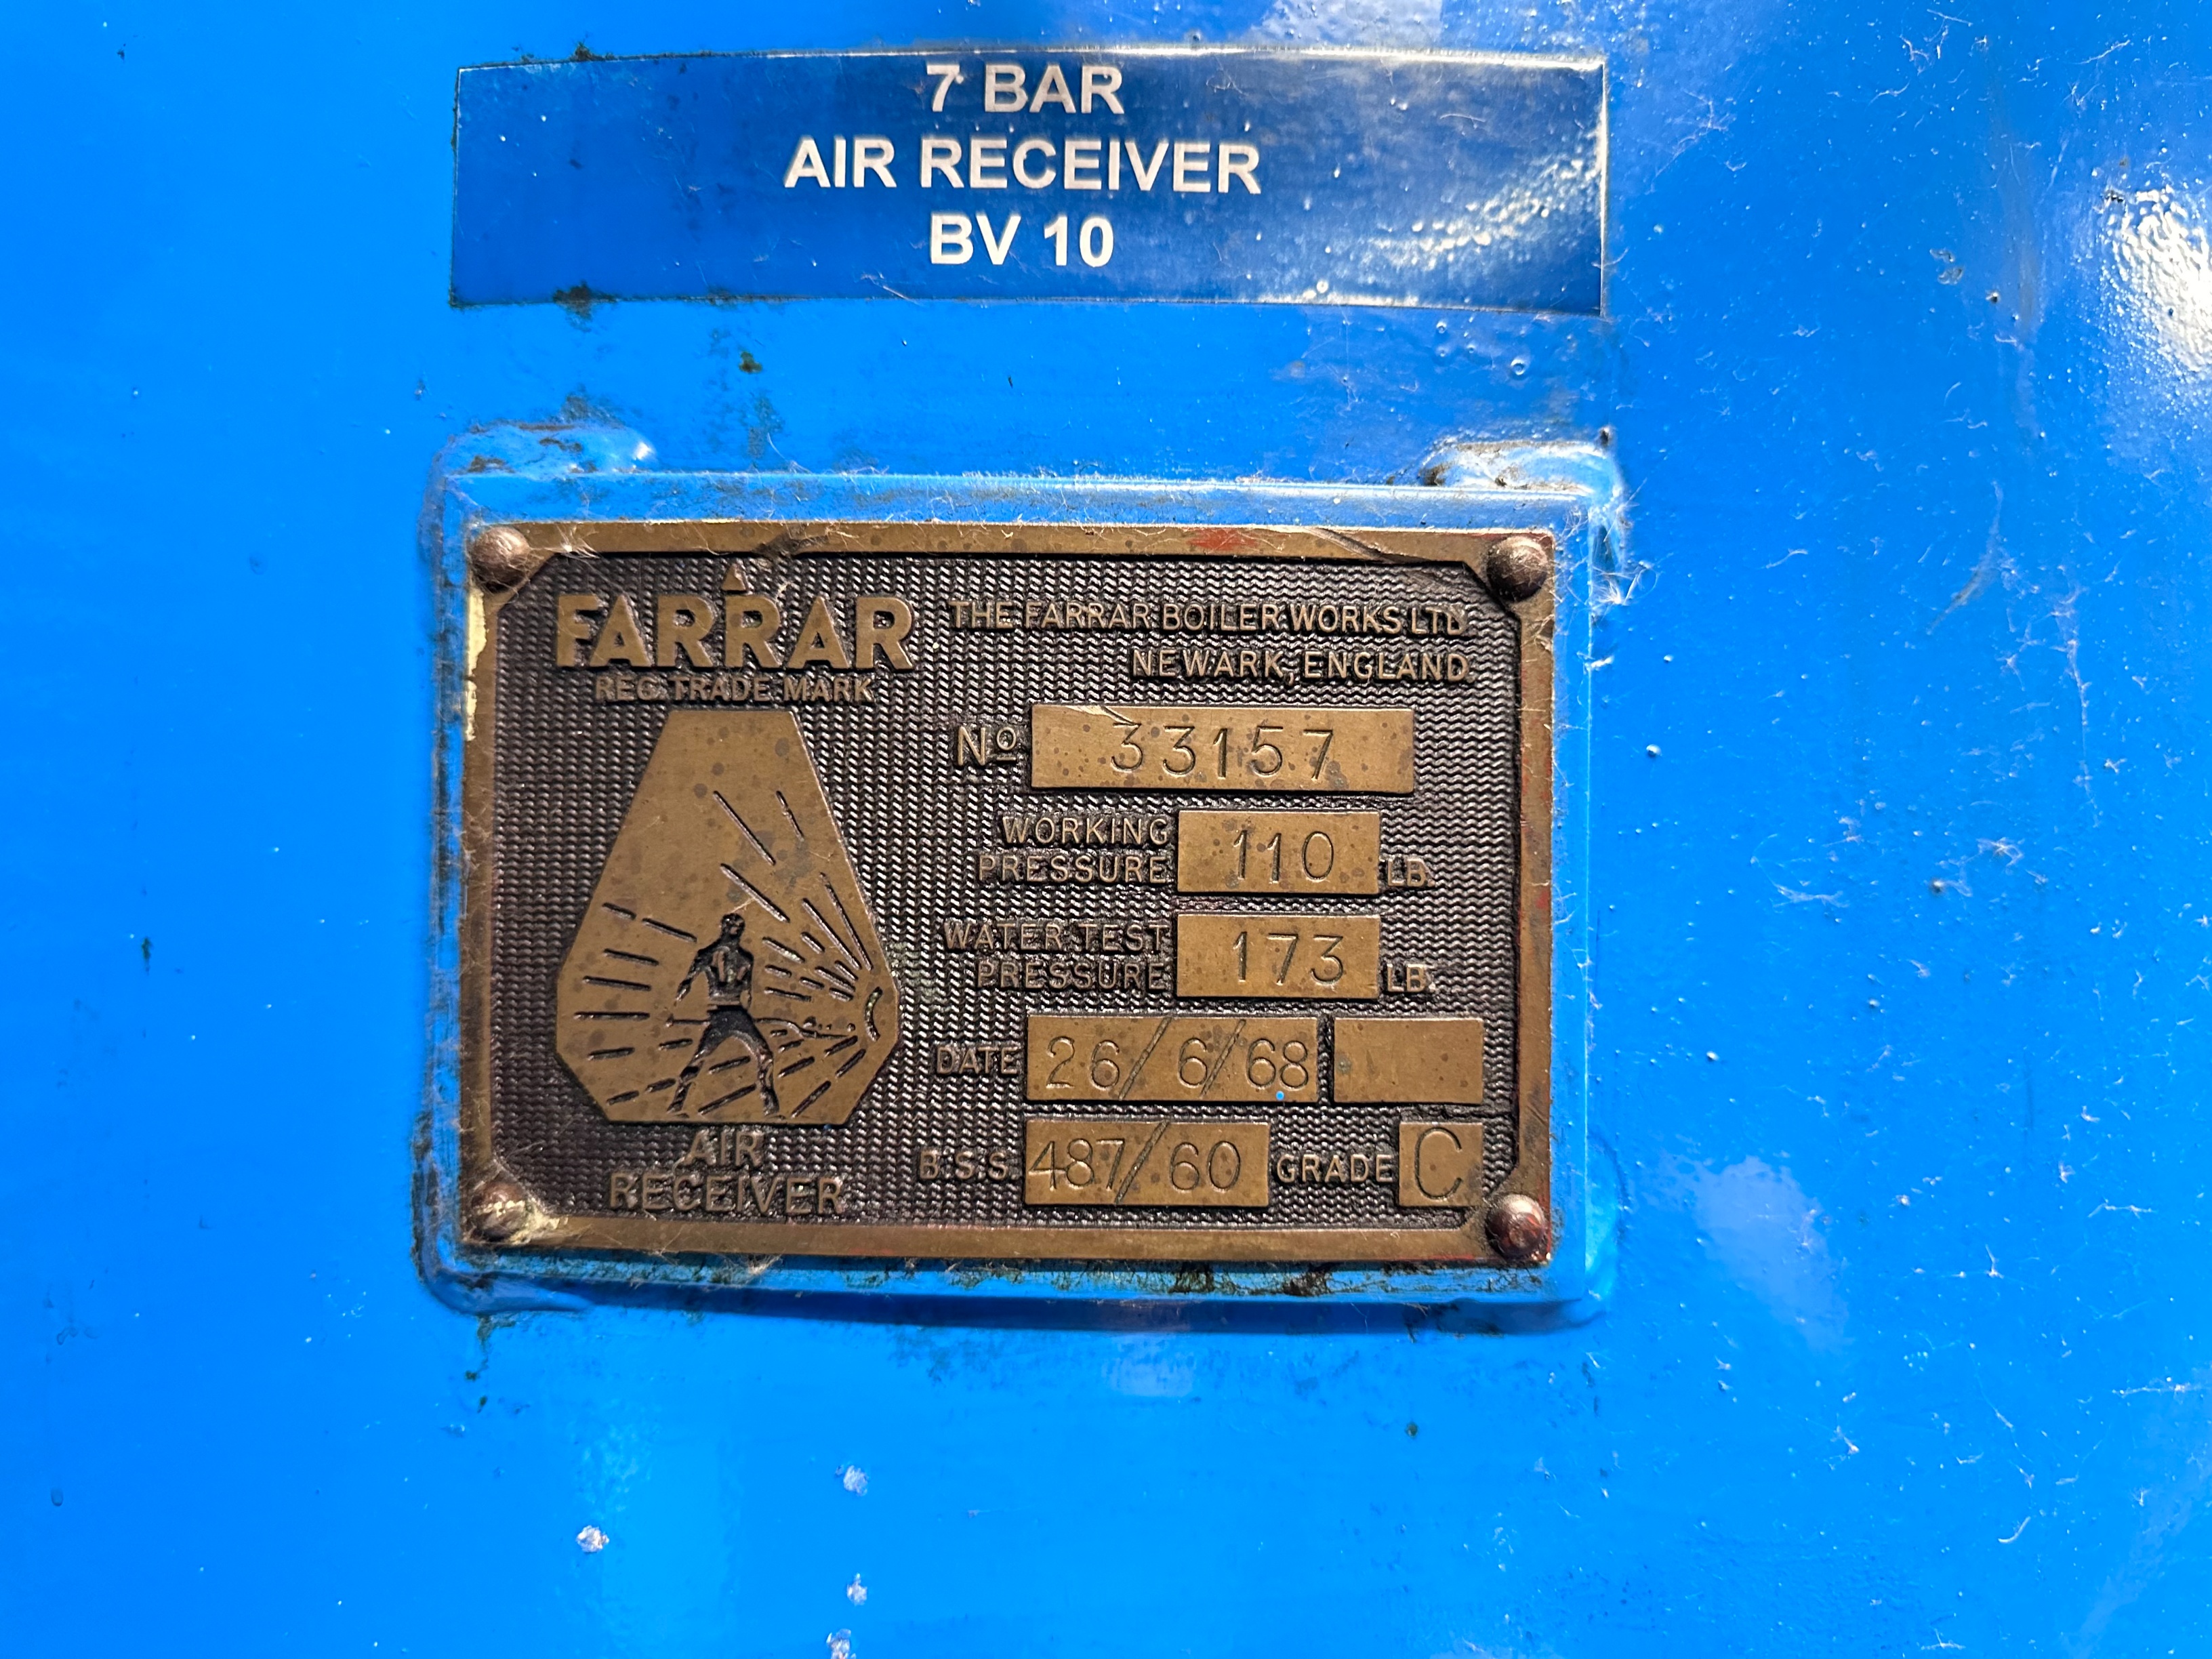 7 BAR
AIR RECEIVER
BV 10
FARRAR
REG. TRADE MARK
THE FARRAR BOILER WORKS LTD.
NEWARK, ENGLAND.
Nº 33157
WORKING
PRESSURE 110 LB.
WATER TEST
PRESSURE 173 LB.
DATE 26/6/68
B.S.S. 487/60 GRADE C
AIR
RECEIVER